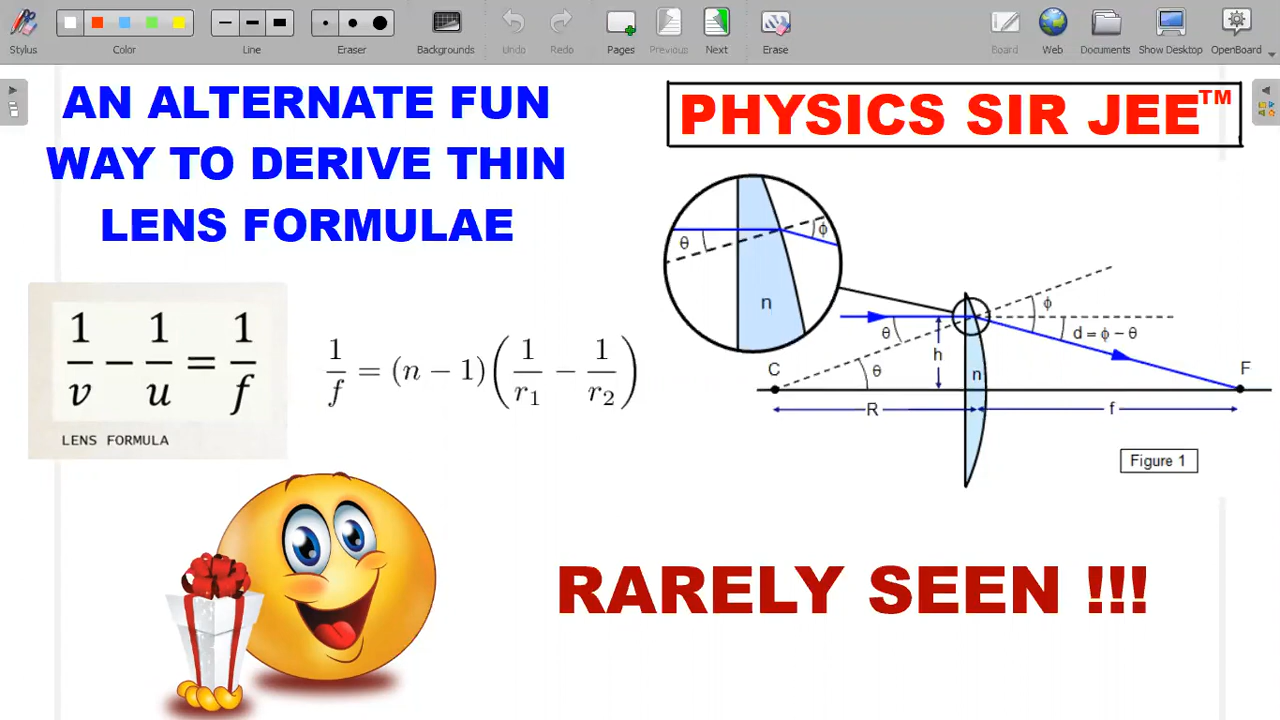 Stylus
Color
Line
Eraser
Backgrounds
Undo
Redo
Pages
Previous
Next
Erase
Board
Web
Documents
Show Desktop
OpenBoard
AN ALTERNATE FUN
WAY TO DERIVE THIN
LENS FORMULAE
PHYSICS SIR JEE™
1/v − 1/u = 1/f
LENS FORMULA
1/f = (n − 1)(1/r₁ − 1/r₂)
θ
ϕ
n
θ
ϕ
d = ϕ − θ
h
C
θ
n
F
R
f
Figure 1
RARELY SEEN !!!